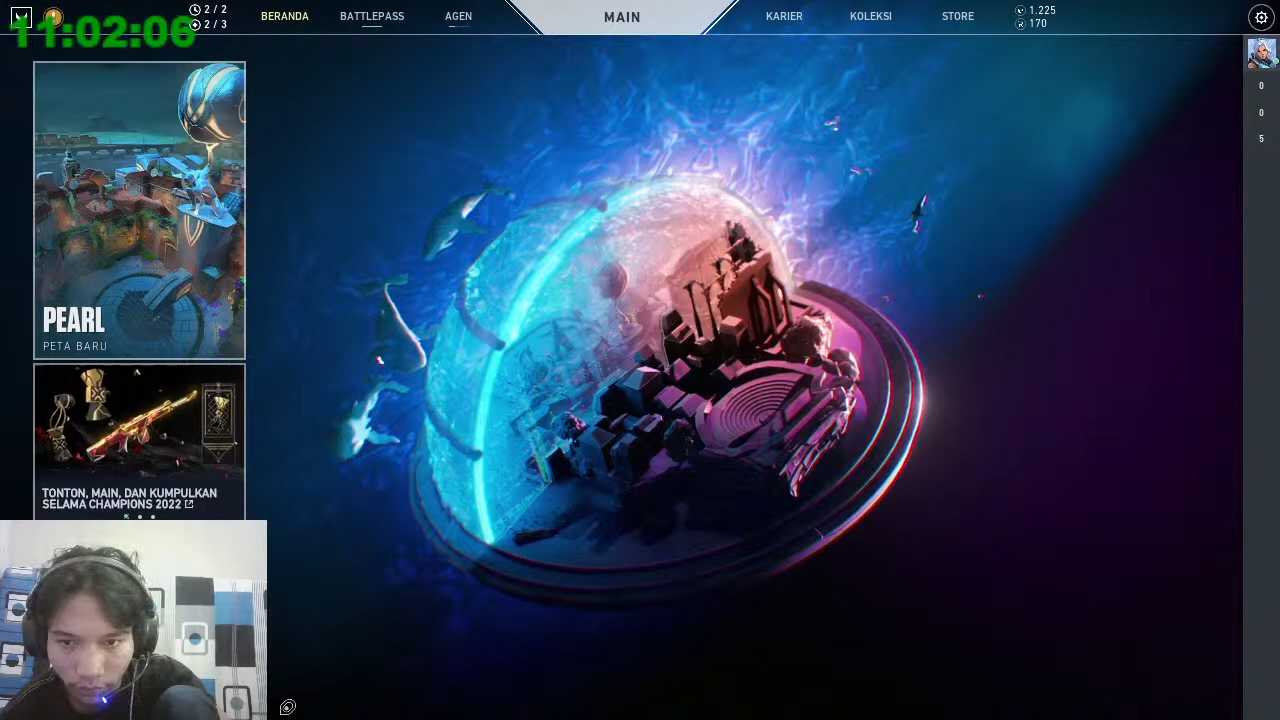 2 / 2
2 / 3
11:02:06
BERANDA
BATTLEPASS
AGEN
MAIN
KARIER
KOLEKSI
STORE
1.225
170
0
0
5
PEARL
PETA BARU
TONTON, MAIN, DAN KUMPULKAN
SELAMA CHAMPIONS 2022